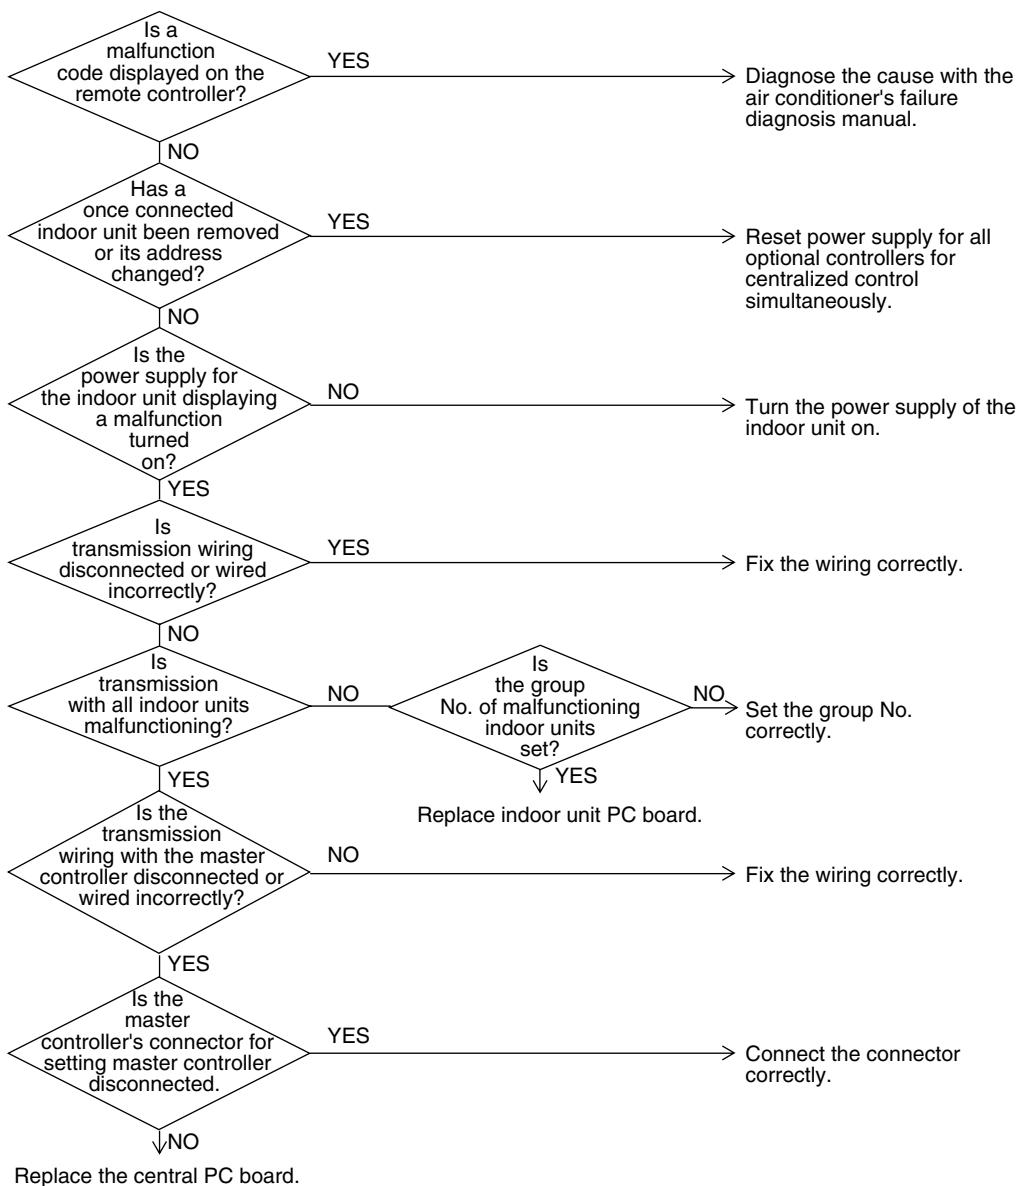 Is a
malfunction
code displayed on the
remote controller?
YES
Diagnose the cause with the
air conditioner's failure
diagnosis manual.
NO
Has a
once connected
indoor unit been removed
or its address
changed?
YES
Reset power supply for all
optional controllers for
centralized control
simultaneously.
NO
Is the
power supply for
the indoor unit displaying
a malfunction
turned
on?
NO
Turn the power supply of the
indoor unit on.
YES
Is
transmission wiring
disconnected or wired
incorrectly?
YES
Fix the wiring correctly.
NO
Is
transmission
with all indoor units
malfunctioning?
NO
Is
the group
No. of malfunctioning
indoor units
set?
NO
Set the group No.
correctly.
YES
Replace indoor unit PC board.
YES
Is the
transmission
wiring with the master
controller disconnected or
wired incorrectly?
NO
Fix the wiring correctly.
YES
Is the
master
controller's connector for
setting master controller
disconnected.
YES
Connect the connector
correctly.
NO
Replace the central PC board.